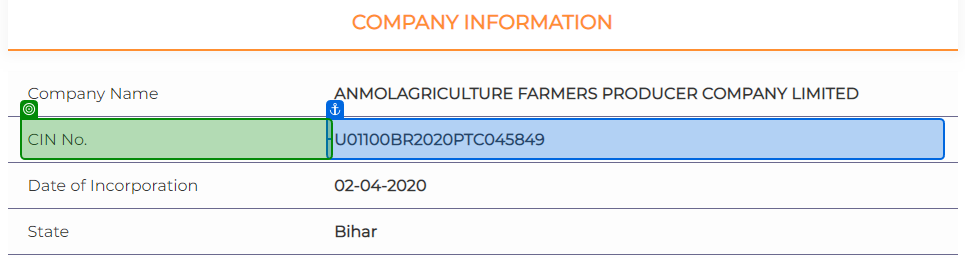 COMPANY INFORMATION
Company Name ANMOLAGRICULTURE FARMERS PRODUCER COMPANY LIMITED
CIN No. U01100BR2020PTC045849
Date of Incorporation 02-04-2020
State Bihar